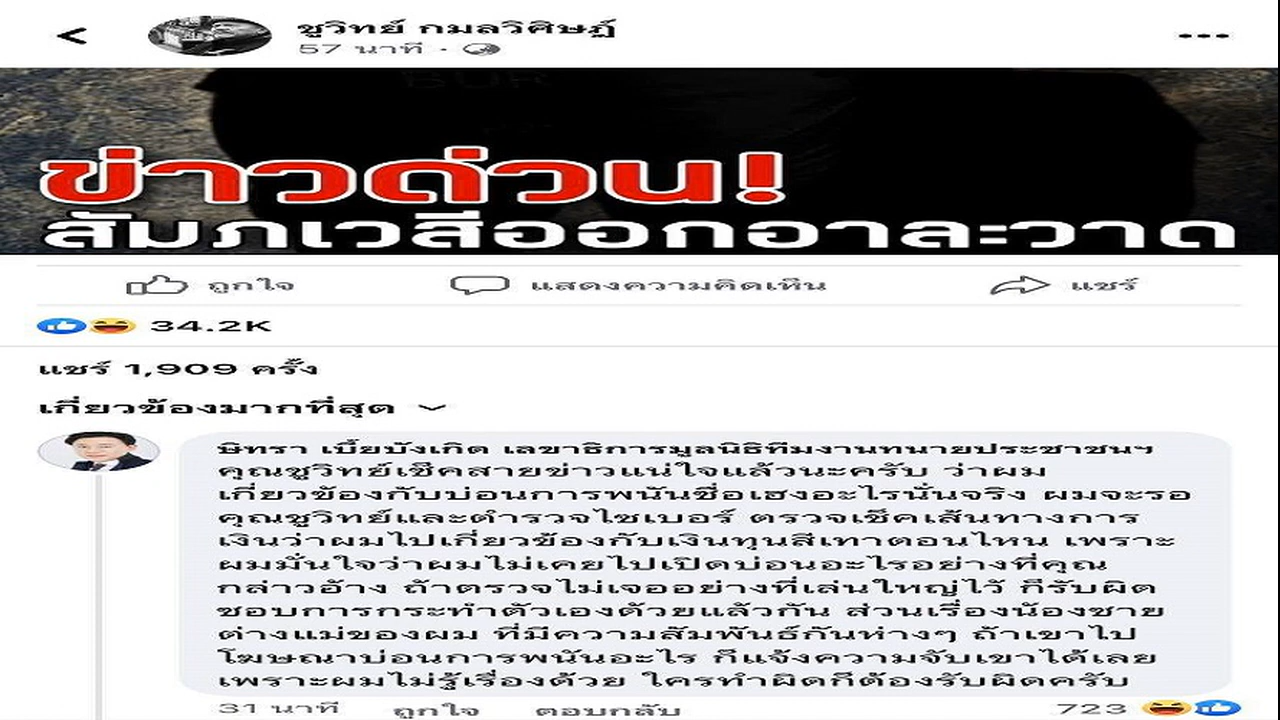 ชูวิทย์ กมลวิศิษฎ์
57 นาที ·
ข่าวด่วน!
สัมภเวสีออกอาละวาด
ถูกใจ แสดงความคิดเห็น แชร์
34.2K
แชร์ 1,909 ครั้ง
เกี่ยวข้องมากที่สุด
ษิทรา เบี้ยบังเกิด เลขาธิการมูลนิธิทีมงานทนายประชาชนฯ
คุณชูวิทย์เช็คสายข่าวแน่ใจแล้วนะครับ ว่าผม
เกี่ยวข้องกับบ่อนการพนันชื่อเฮงอะไรนั่นจริง ผมจะรอ
คุณชูวิทย์และตำรวจไซเบอร์ ตรวจเช็คเส้นทางการ
เงินว่าผมไปเกี่ยวข้องกับเงินทุนสีเทาตอนไหน เพราะ
ผมมั่นใจว่าผมไม่เคยไปเปิดบ่อนอะไรอย่างที่คุณ
กล่าวอ้าง ถ้าตรวจไม่เจออย่างที่เล่นใหญ่ไว้ ก็รับผิด
ชอบการกระทำตัวเองด้วยแล้วกัน ส่วนเรื่องน้องชาย
ต่างแม่ของผม ที่มีความสัมพันธ์กันห่างๆ ถ้าเขาไป
โฆษณาบ่อนการพนันอะไร ก็แจ้งความจับเขาได้เลย
เพราะผมไม่รู้เรื่องด้วย ใครทำผิดก็ต้องรับผิดครับ
31 นาที ถูกใจ ตอบกลับ 723